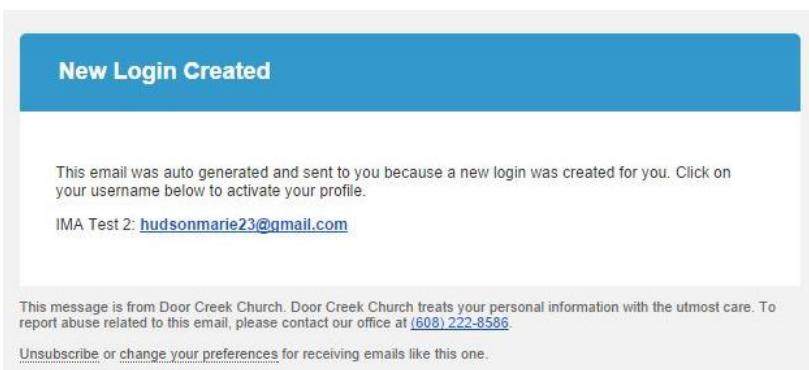 New Login Created
This email was auto generated and sent to you because a new login was created for you. Click on
your username below to activate your profile.
IMA Test 2: hudsonmarie23@gmail.com
This message is from Door Creek Church. Door Creek Church treats your personal information with the utmost care. To
report abuse related to this email, please contact our office at (608) 222-8586.
Unsubscribe or change your preferences for receiving emails like this one.